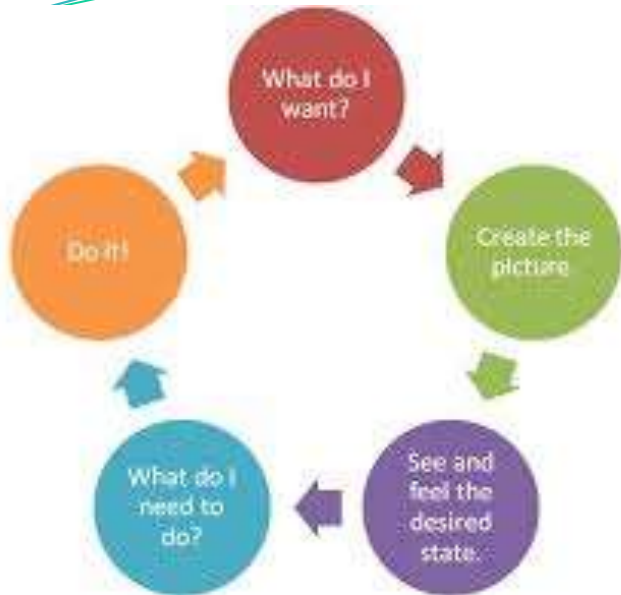 What do I
want?
Create the
picture
See and
feel the
desired
state.
What do I
need to
do?
Do it!